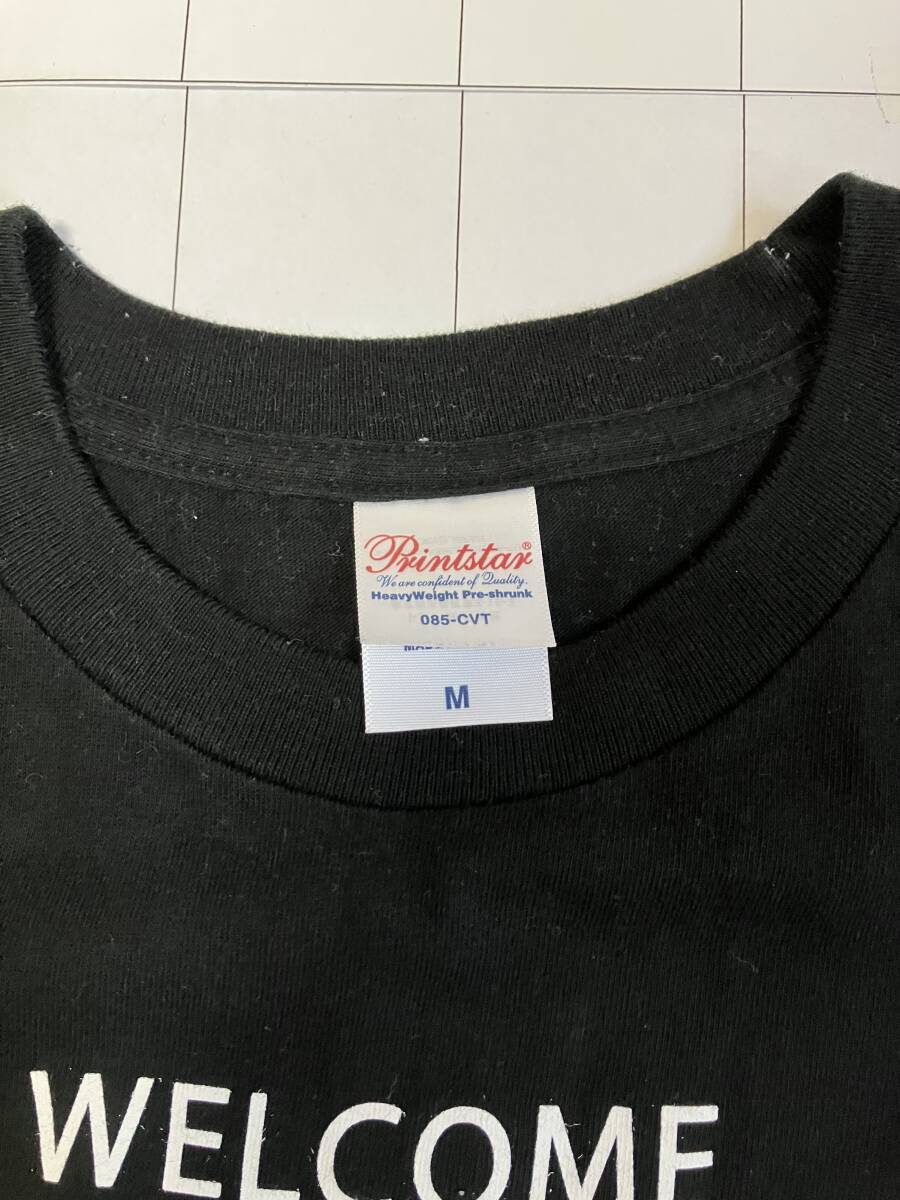 Printstar®
We are confident of Quality.
HeavyWeight Pre-shrunk
085-CVT
M
WELCOME